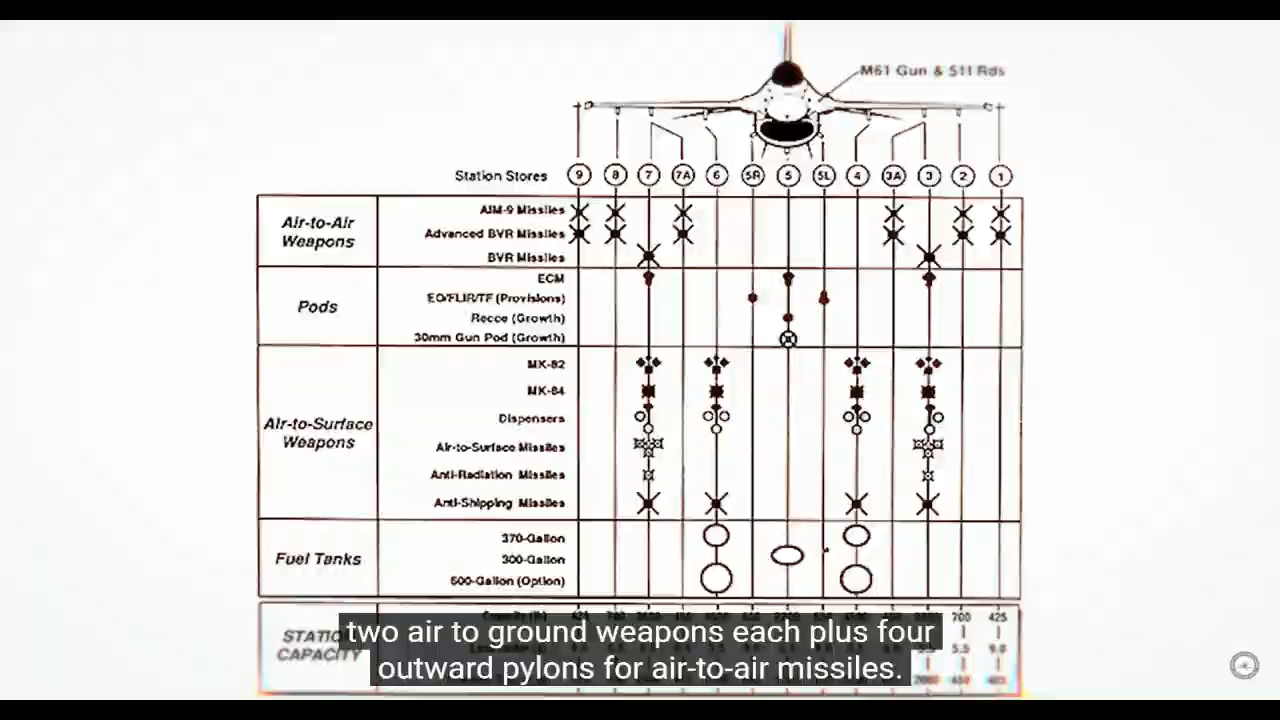 M61 Gun & 511 Rds
Station Stores 9 8 7 7A 6 5R 5 5L 4 3A 3 2 1
Air-to-Air
Weapons
AIM-9 Missiles
Advanced BVR Missiles
BVR Missiles
Pods
ECM
EO/FLIR/TF (Provisions)
Recce (Growth)
30mm Gun Pod (Growth)
Air-to-Surface
Weapons
MK-82
MK-84
Dispensers
Air-to-Surface Missiles
Anti-Radiation Missiles
Anti-Shipping Missiles
Fuel Tanks
370-Gallon
300-Gallon
600-Gallon (Option)
CAPACITY
700 425
5.5 9.0
two air to ground weapons each plus four
outward pylons for air-to-air missiles.